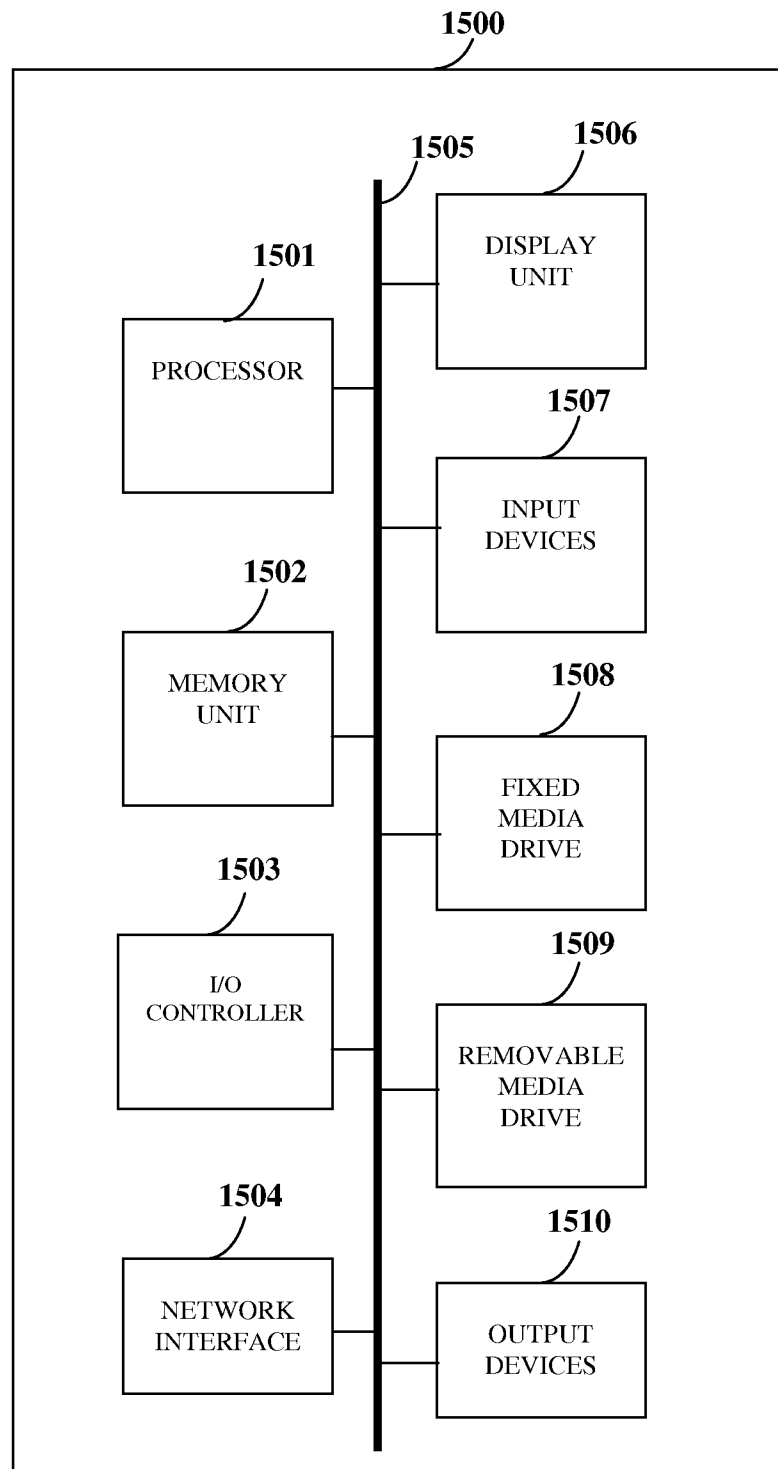 1500
1505
1506
DISPLAY
UNIT
1501
PROCESSOR
1507
INPUT
DEVICES
1502
MEMORY
UNIT
1508
FIXED
MEDIA
DRIVE
1503
I/O
CONTROLLER
1509
REMOVABLE
MEDIA
DRIVE
1504
NETWORK
INTERFACE
1510
OUTPUT
DEVICES